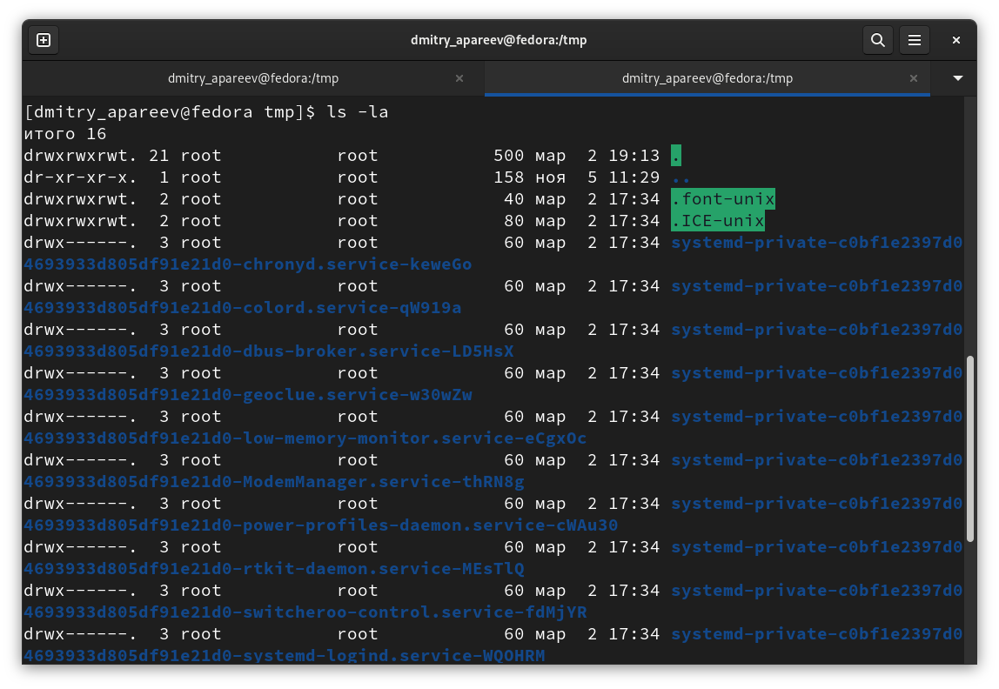 dmitry_apareev@fedora:/tmp
dmitry_apareev@fedora:/tmp
dmitry_apareev@fedora:/tmp
[dmitry_apareev@fedora tmp]$ ls -la
итого 16
drwxrwxrwt. 21 root           root           500 мар  2 19:13 .
dr-xr-xr-x.  1 root           root           158 ноя  5 11:29 ..
drwxrwxrwt.  2 root           root            40 мар  2 17:34 .font-unix
drwxrwxrwt.  2 root           root            80 мар  2 17:34 .ICE-unix
drwx------.  3 root           root            60 мар  2 17:34 systemd-private-c0bf1e2397d0
4693933d805df91e21d0-chronyd.service-keweGo
drwx------.  3 root           root            60 мар  2 17:34 systemd-private-c0bf1e2397d0
4693933d805df91e21d0-colord.service-qW919a
drwx------.  3 root           root            60 мар  2 17:34 systemd-private-c0bf1e2397d0
4693933d805df91e21d0-dbus-broker.service-LD5HsX
drwx------.  3 root           root            60 мар  2 17:34 systemd-private-c0bf1e2397d0
4693933d805df91e21d0-geoclue.service-w30wZw
drwx------.  3 root           root            60 мар  2 17:34 systemd-private-c0bf1e2397d0
4693933d805df91e21d0-low-memory-monitor.service-eCgxOc
drwx------.  3 root           root            60 мар  2 17:34 systemd-private-c0bf1e2397d0
4693933d805df91e21d0-ModemManager.service-thRN8g
drwx------.  3 root           root            60 мар  2 17:34 systemd-private-c0bf1e2397d0
4693933d805df91e21d0-power-profiles-daemon.service-cWAu30
drwx------.  3 root           root            60 мар  2 17:34 systemd-private-c0bf1e2397d0
4693933d805df91e21d0-rtkit-daemon.service-MEsTlQ
drwx------.  3 root           root            60 мар  2 17:34 systemd-private-c0bf1e2397d0
4693933d805df91e21d0-switcheroo-control.service-fdMjYR
drwx------.  3 root           root            60 мар  2 17:34 systemd-private-c0bf1e2397d0
4693933d805df91e21d0-systemd-logind.service-WQOHRM